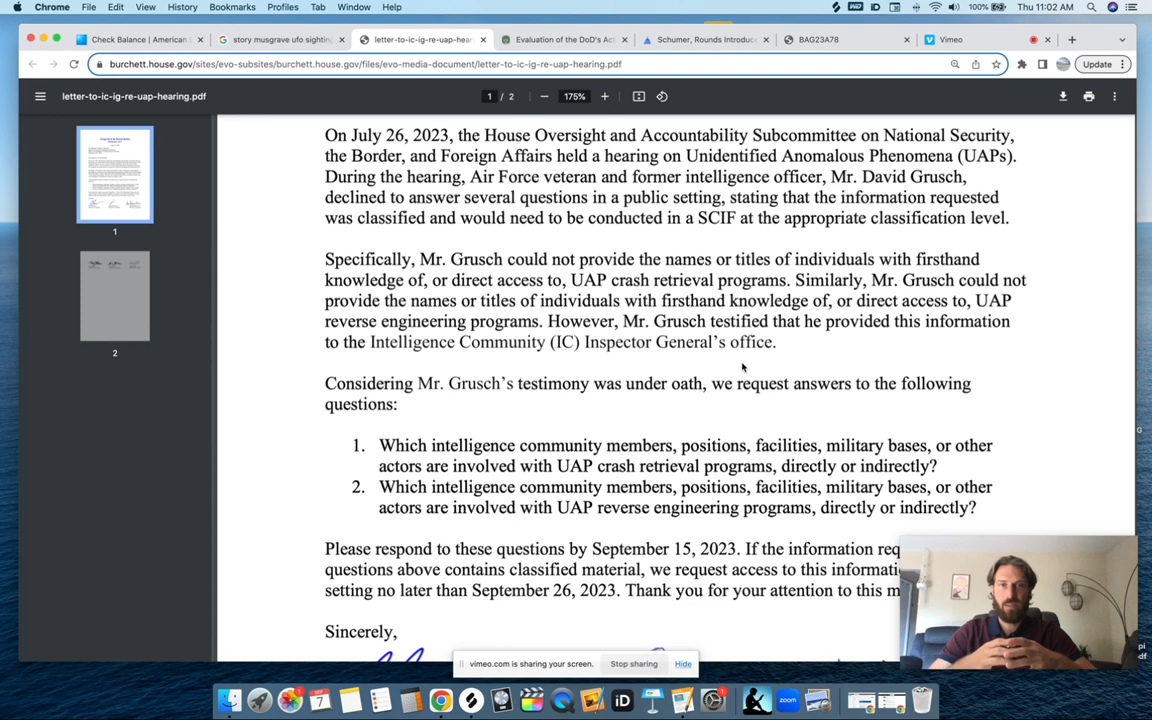 Chrome File Edit View History Bookmarks Profiles Tab Window Help 100% Thu 11:02 AM
Check Balance | American story musgrave ufo sighting letter-to-ic-ig-re-uap-hear Evaluation of the DoD's Act Schumer, Rounds Introduc BAG23A78 Vimeo
burchett.house.gov/sites/evo-subsites/burchett.house.gov/files/evo-media-document/letter-to-ic-ig-re-uap-hearing.pdf Update
letter-to-ic-ig-re-uap-hearing.pdf 1 / 2 175%
1
2
On July 26, 2023, the House Oversight and Accountability Subcommittee on National Security,
the Border, and Foreign Affairs held a hearing on Unidentified Anomalous Phenomena (UAPs).
During the hearing, Air Force veteran and former intelligence officer, Mr. David Grusch,
declined to answer several questions in a public setting, stating that the information requested
was classified and would need to be conducted in a SCIF at the appropriate classification level.
Specifically, Mr. Grusch could not provide the names or titles of individuals with firsthand
knowledge of, or direct access to, UAP crash retrieval programs. Similarly, Mr. Grusch could not
provide the names or titles of individuals with firsthand knowledge of, or direct access to, UAP
reverse engineering programs. However, Mr. Grusch testified that he provided this information
to the Intelligence Community (IC) Inspector General's office.
Considering Mr. Grusch's testimony was under oath, we request answers to the following
questions:
1. Which intelligence community members, positions, facilities, military bases, or other
actors are involved with UAP crash retrieval programs, directly or indirectly?
2. Which intelligence community members, positions, facilities, military bases, or other
actors are involved with UAP reverse engineering programs, directly or indirectly?
Please respond to these questions by September 15, 2023. If the information req
questions above contains classified material, we request access to this informati
setting no later than September 26, 2023. Thank you for your attention to this m
Sincerely,
vimeo.com is sharing your screen. Stop sharing Hide
SEP
7
iD
zoom